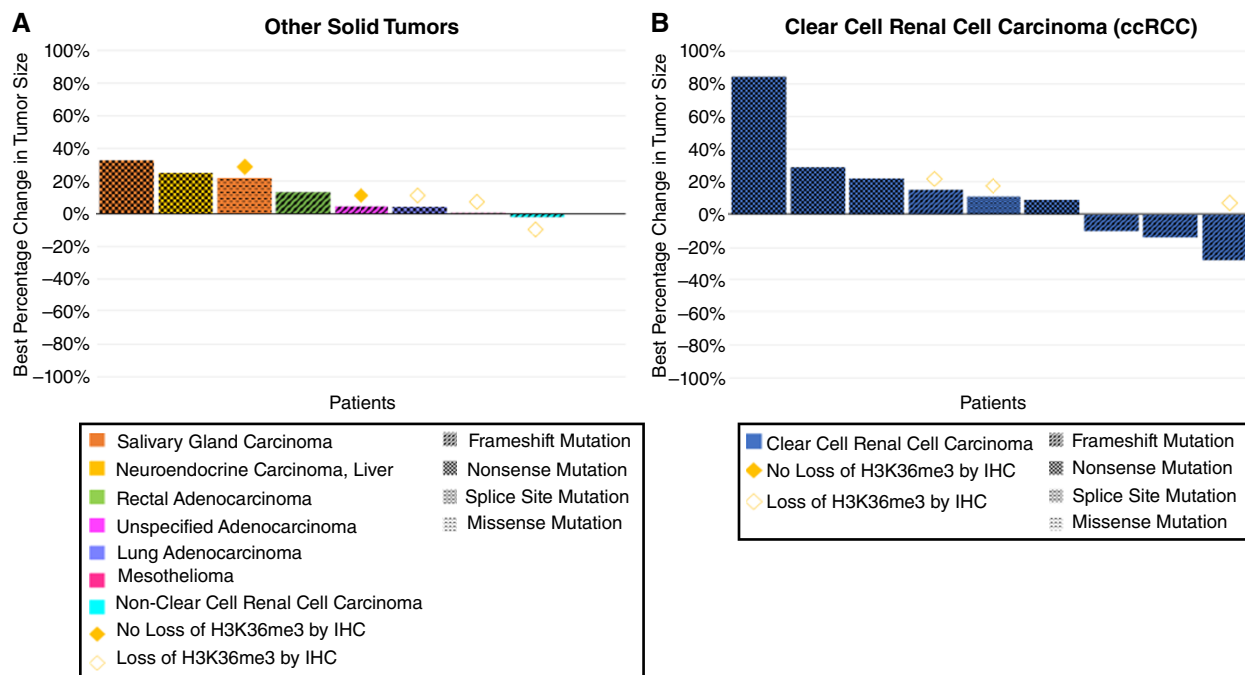 A
Other Solid Tumors
Best Percentage Change in Tumor Size
100%
80%
60%
40%
20%
0%
–20%
–40%
–60%
–80%
–100%
Patients
Salivary Gland Carcinoma
Neuroendocrine Carcinoma, Liver
Rectal Adenocarcinoma
Unspecified Adenocarcinoma
Lung Adenocarcinoma
Mesothelioma
Non-Clear Cell Renal Cell Carcinoma
No Loss of H3K36me3 by IHC
Loss of H3K36me3 by IHC
Frameshift Mutation
Nonsense Mutation
Splice Site Mutation
Missense Mutation
B
Clear Cell Renal Cell Carcinoma (ccRCC)
Best Percentage Change in Tumor Size
100%
80%
60%
40%
20%
0%
–20%
–40%
–60%
–80%
–100%
Patients
Clear Cell Renal Cell Carcinoma
No Loss of H3K36me3 by IHC
Loss of H3K36me3 by IHC
Frameshift Mutation
Nonsense Mutation
Splice Site Mutation
Missense Mutation